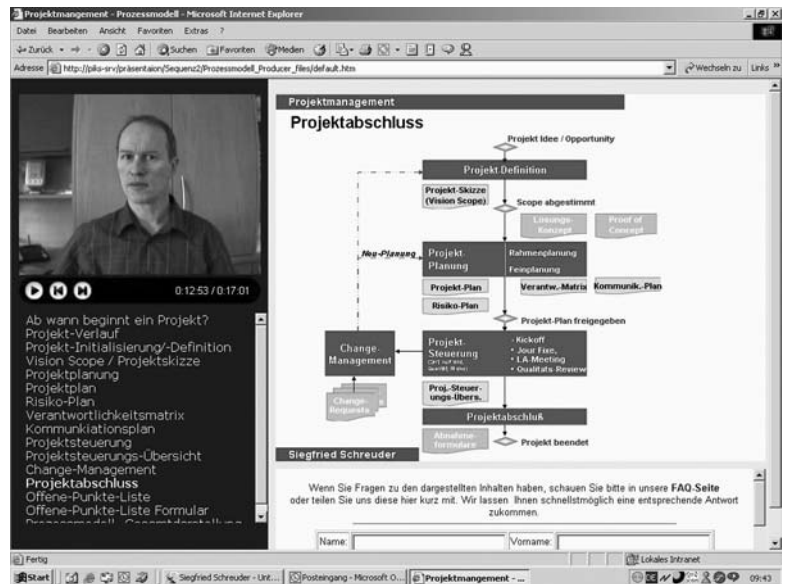 Projektmangement - Prozessmodell - Microsoft Internet Explorer
Datei Bearbeiten Ansicht Favoriten Extras ?
Zurück Suchen Favoriten Medien
Adresse http://piks-srv/präsentaion/Sequenz2/Prozessmodell_Producer_files/default.htm Wechseln zu Links »
Projektmanagement
Projektabschluss
Projekt Idee / Opportunity
Projekt-Definition
Projekt-Skizze
(Vision Scope)
Scope abgestimmt
Lösungs-
Konzept
Proof of
Concept
Neu-Planung
Projekt-
Planung
Rahmenplanung
Feinplanung
Projekt-Plan
Verantw.-Matrix
Kommunik.-Plan
Risiko-Plan
Projekt-Plan freigegeben
Change-
Management
Projekt-
Steuerung
- Kickoff
• Jour Fixe,
• LA-Meeting
• Qualitäts-Review
Change-
Requests
Proj.-Steuer-
ungs-Übers.
Projektabschluß
Abnahme-
formulare
Projekt beendet
Siegfried Schreuder
0:12:53 / 0:17:01
Ab wann beginnt ein Projekt?
Projekt-Verlauf
Projekt-Initialisierung/-Definition
Vision Scope / Projektskizze
Projektplanung
Projektplan
Risiko-Plan
Verantwortlichkeitsmatrix
Kommunkiationsplan
Projektsteuerung
Projektsteuerungs-Übersicht
Change-Management
Projektabschluss
Offene-Punkte-Liste
Offene-Punkte-Liste Formular
Prozessmodell Gesamtdarstellung
Wenn Sie Fragen zu den dargestellten Inhalten haben, schauen Sie bitte in unsere FAQ-Seite
oder teilen Sie uns diese hier kurz mit. Wir lassen Ihnen schnellstmöglich eine entsprechende Antwort
zukommen.
Name: Vorname:
Fertig Lokales Intranet
Start Siegfried Schreuder - Unt... Posteingang - Microsoft O... Projektmangement - ... 09:43